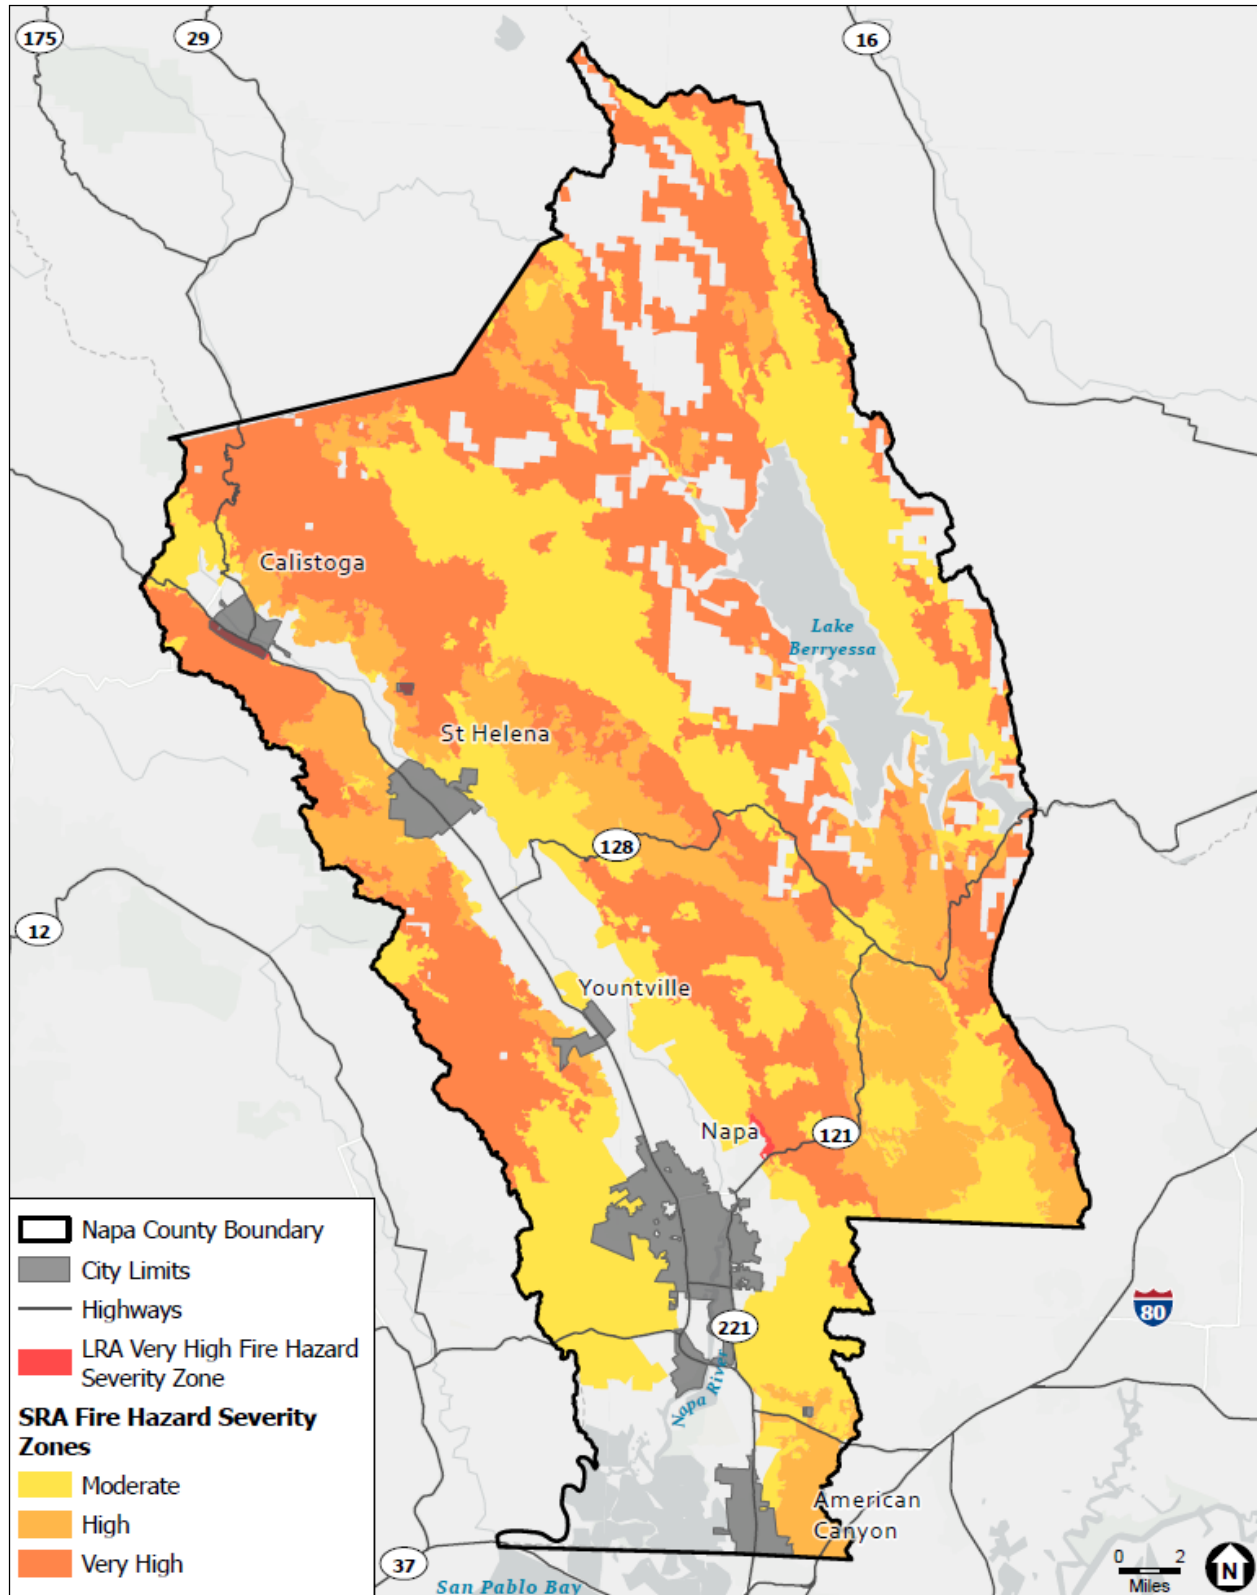 175
29
16
Calistoga
Lake
Berryessa
St Helena
128
12
Yountville
Napa
121
80
221
Napa River
American
Canyon
37
San Pablo Bay
Napa County Boundary
City Limits
Highways
LRA Very High Fire Hazard
Severity Zone
SRA Fire Hazard Severity
Zones
Moderate
High
Very High
0 2
Miles
N